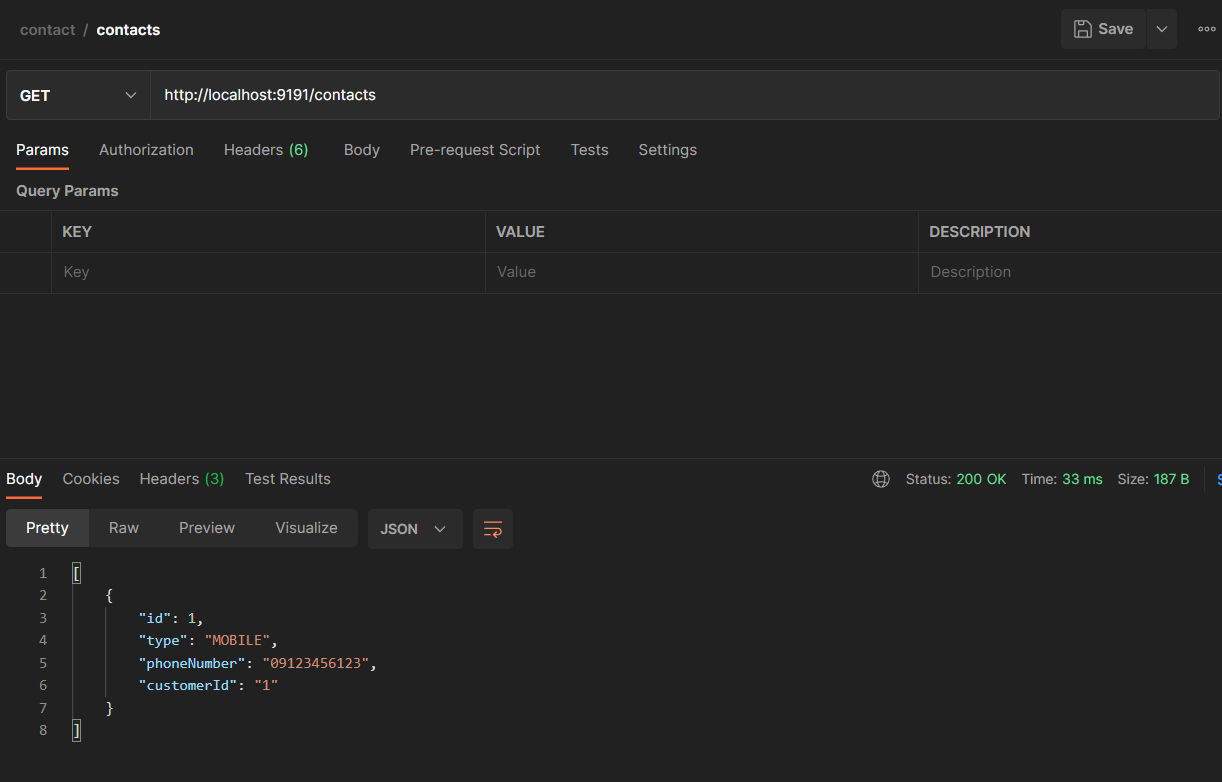 contact / contacts
Save
GET http://localhost:9191/contacts
Params Authorization Headers (6) Body Pre-request Script Tests Settings
Query Params
KEY VALUE DESCRIPTION
Key Value Description
Body Cookies Headers (3) Test Results Status: 200 OK Time: 33 ms Size: 187 B
Pretty Raw Preview Visualize JSON
1 [
2 {
3 "id": 1,
4 "type": "MOBILE",
5 "phoneNumber": "09123456123",
6 "customerId": "1"
7 }
8 ]